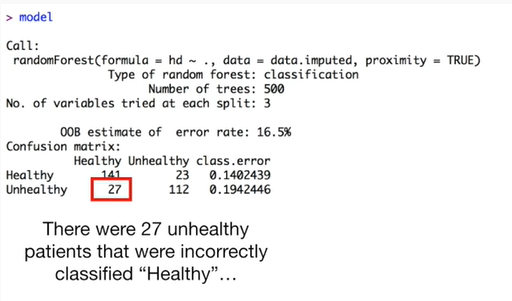 > model
Call:
randomForest(formula = hd ~ ., data = data.imputed, proximity = TRUE)
Type of random forest: classification
Number of trees: 500
No. of variables tried at each split: 3
OOB estimate of  error rate: 16.5%
Confusion matrix:
Healthy Unhealthy class.error
Healthy 141 23 0.1402439
Unhealthy 27 112 0.1942446
There were 27 unhealthy
patients that were incorrectly
classified “Healthy”…